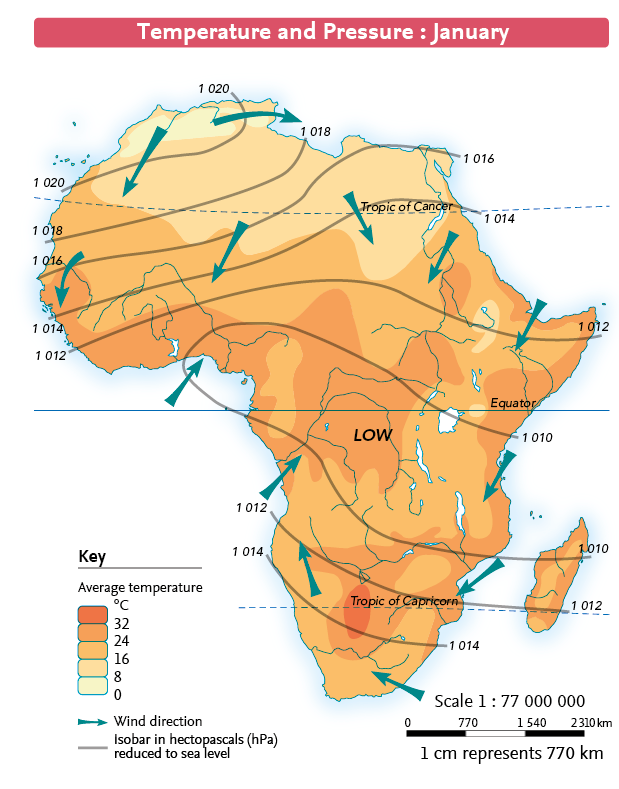 Temperature and Pressure : January
1 020
1 018
1 016
1 020
Tropic of Cancer
1 014
1 018
1 016
1 014
1 012
1 012
Equator
LOW
1 010
1 012
1 014
1 010
Tropic of Capricorn
1 012
1 014
Key
Average temperature
°C
32
24
16
8
0
Wind direction
Isobar in hectopascals (hPa)
reduced to sea level
Scale 1 : 77 000 000
0 770 1 540 2 310 km
1 cm represents 770 km